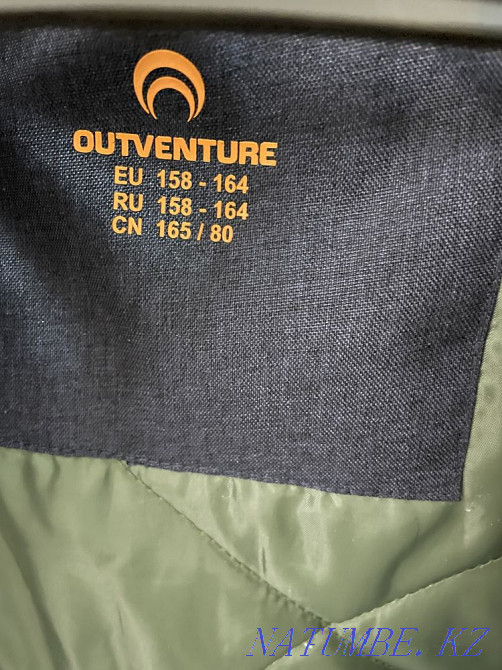 OUTVENTURE
EU 158 - 164
RU 158 - 164
CN 165 / 80
NATUMBE.KZ